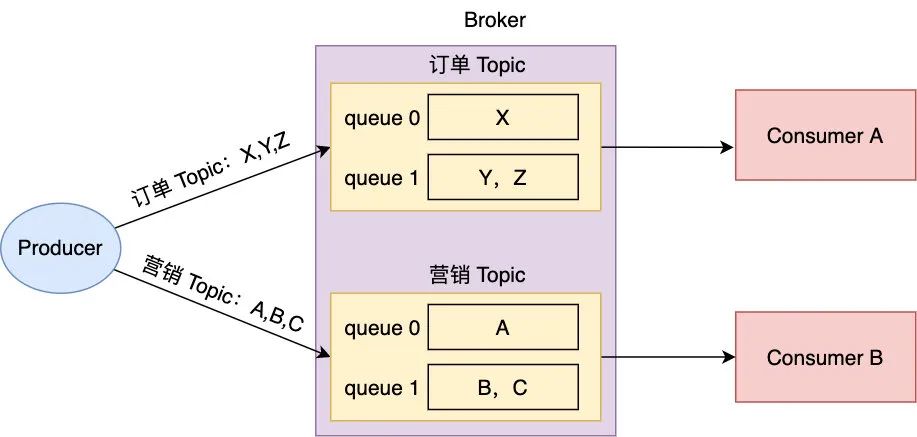 Broker
订单 Topic
queue 0
X
queue 1
Y，Z
订单 Topic：X,Y,Z
Producer
营销 Topic：A,B,C
营销 Topic
queue 0
A
queue 1
B，C
Consumer A
Consumer B